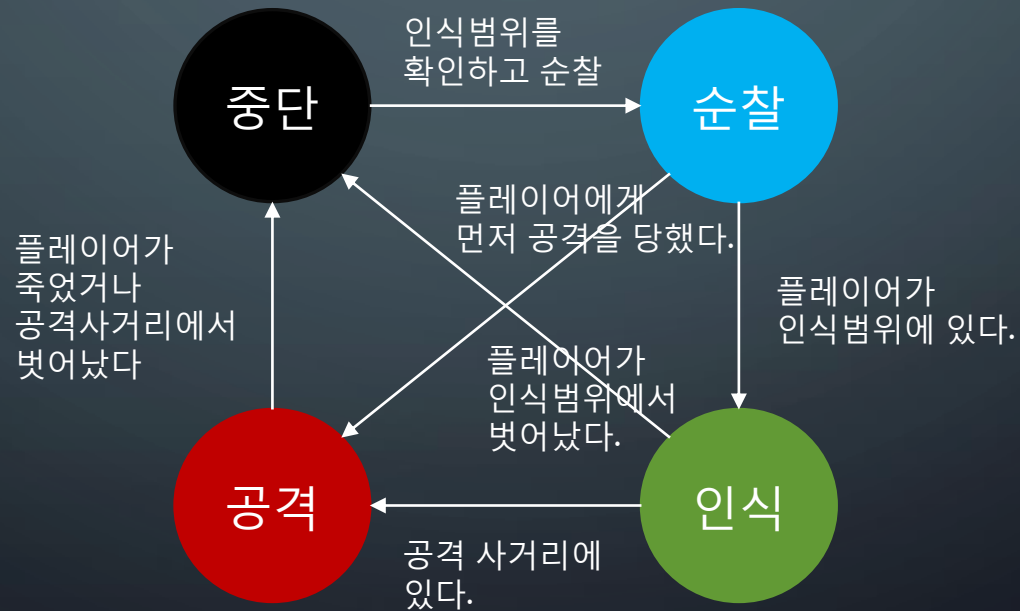 인식범위를
확인하고 순찰
중단
순찰
플레이어에게
먼저 공격을 당했다.
플레이어가
죽었거나
공격사거리에서
벗어났다
플레이어가
인식범위에 있다.
플레이어가
인식범위에서
벗어났다.
공격
인식
공격 사거리에
있다.